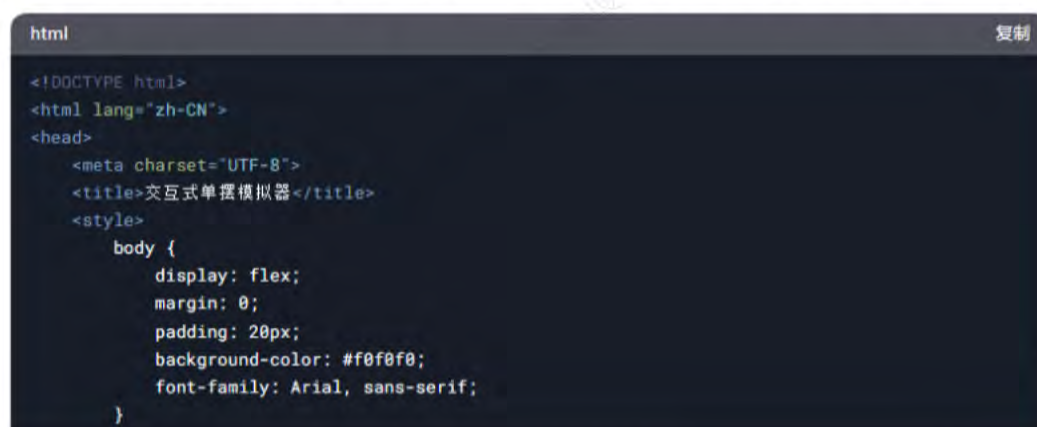 html
复制
<!DOCTYPE html>
<html lang="zh-CN">
<head>
    <meta charset="UTF-8">
    <title>交互式单摆模拟器</title>
    <style>
        body {
            display: flex;
            margin: 0;
            padding: 20px;
            background-color: #f0f0f0;
            font-family: Arial, sans-serif;
        }